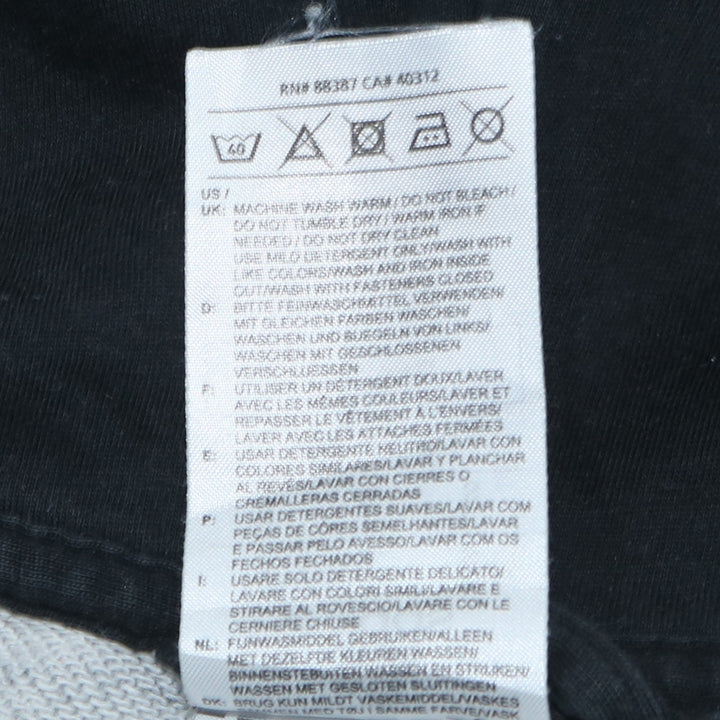 RN# 88387 CA# 40312
40
US /
UK: MACHINE WASH WARM / DO NOT BLEACH /
DO NOT TUMBLE DRY / WARM IRON IF
NEEDED / DO NOT DRY CLEAN
USE MILD DETERGENT ONLY/WASH WITH
LIKE COLORS/WASH AND IRON INSIDE
OUT/WASH WITH FASTENERS CLOSED
D: BITTE FEINWASCHMITTEL VERWENDEN/
MIT GLEICHEN FARBEN WASCHEN/
WASCHEN UND BUEGELN VON LINKS/
WASCHEN MIT GESCHLOSSENEN
VERSCHLUESSEN
F: UTILISER UN DÉTERGENT DOUX/LAVER
AVEC LES MÊMES COULEURS/LAVER ET
REPASSER LE VÊTEMENT À L'ENVERS/
LAVER AVEC LES ATTACHES FERMÉES
E: USAR DETERGENTE NEUTRO/LAVAR CON
COLORES SIMILARES/LAVAR Y PLANCHAR
AL REVÉS/LAVAR CON CIERRES O
CREMALLERAS CERRADAS
P: USAR DETERGENTES SUAVES/LAVAR COM
PEÇAS DE CÔRES SEMELHANTES/LAVAR
E PASSAR PELO AVESSO/LAVAR COM OS
FECHOS FECHADOS
I: USARE SOLO DETERGENTE DELICATO/
LAVARE CON COLORI SIMILI/LAVARE E
STIRARE AL ROVESCIO/LAVARE CON LE
CERNIERE CHIUSE
NL: FIJNWASMIDDEL GEBRUIKEN/ALLEEN
MET DEZELFDE KLEUREN WASSEN/
BINNENSTEBUITEN WASSEN EN STRIJKEN/
WASSEN MET GESLOTEN SLUITINGEN
DK: BRUG KUN MILDT VASKEMIDDEL/VASKES
SAMMEN MED TØJ I SAMME FARVE/VASK